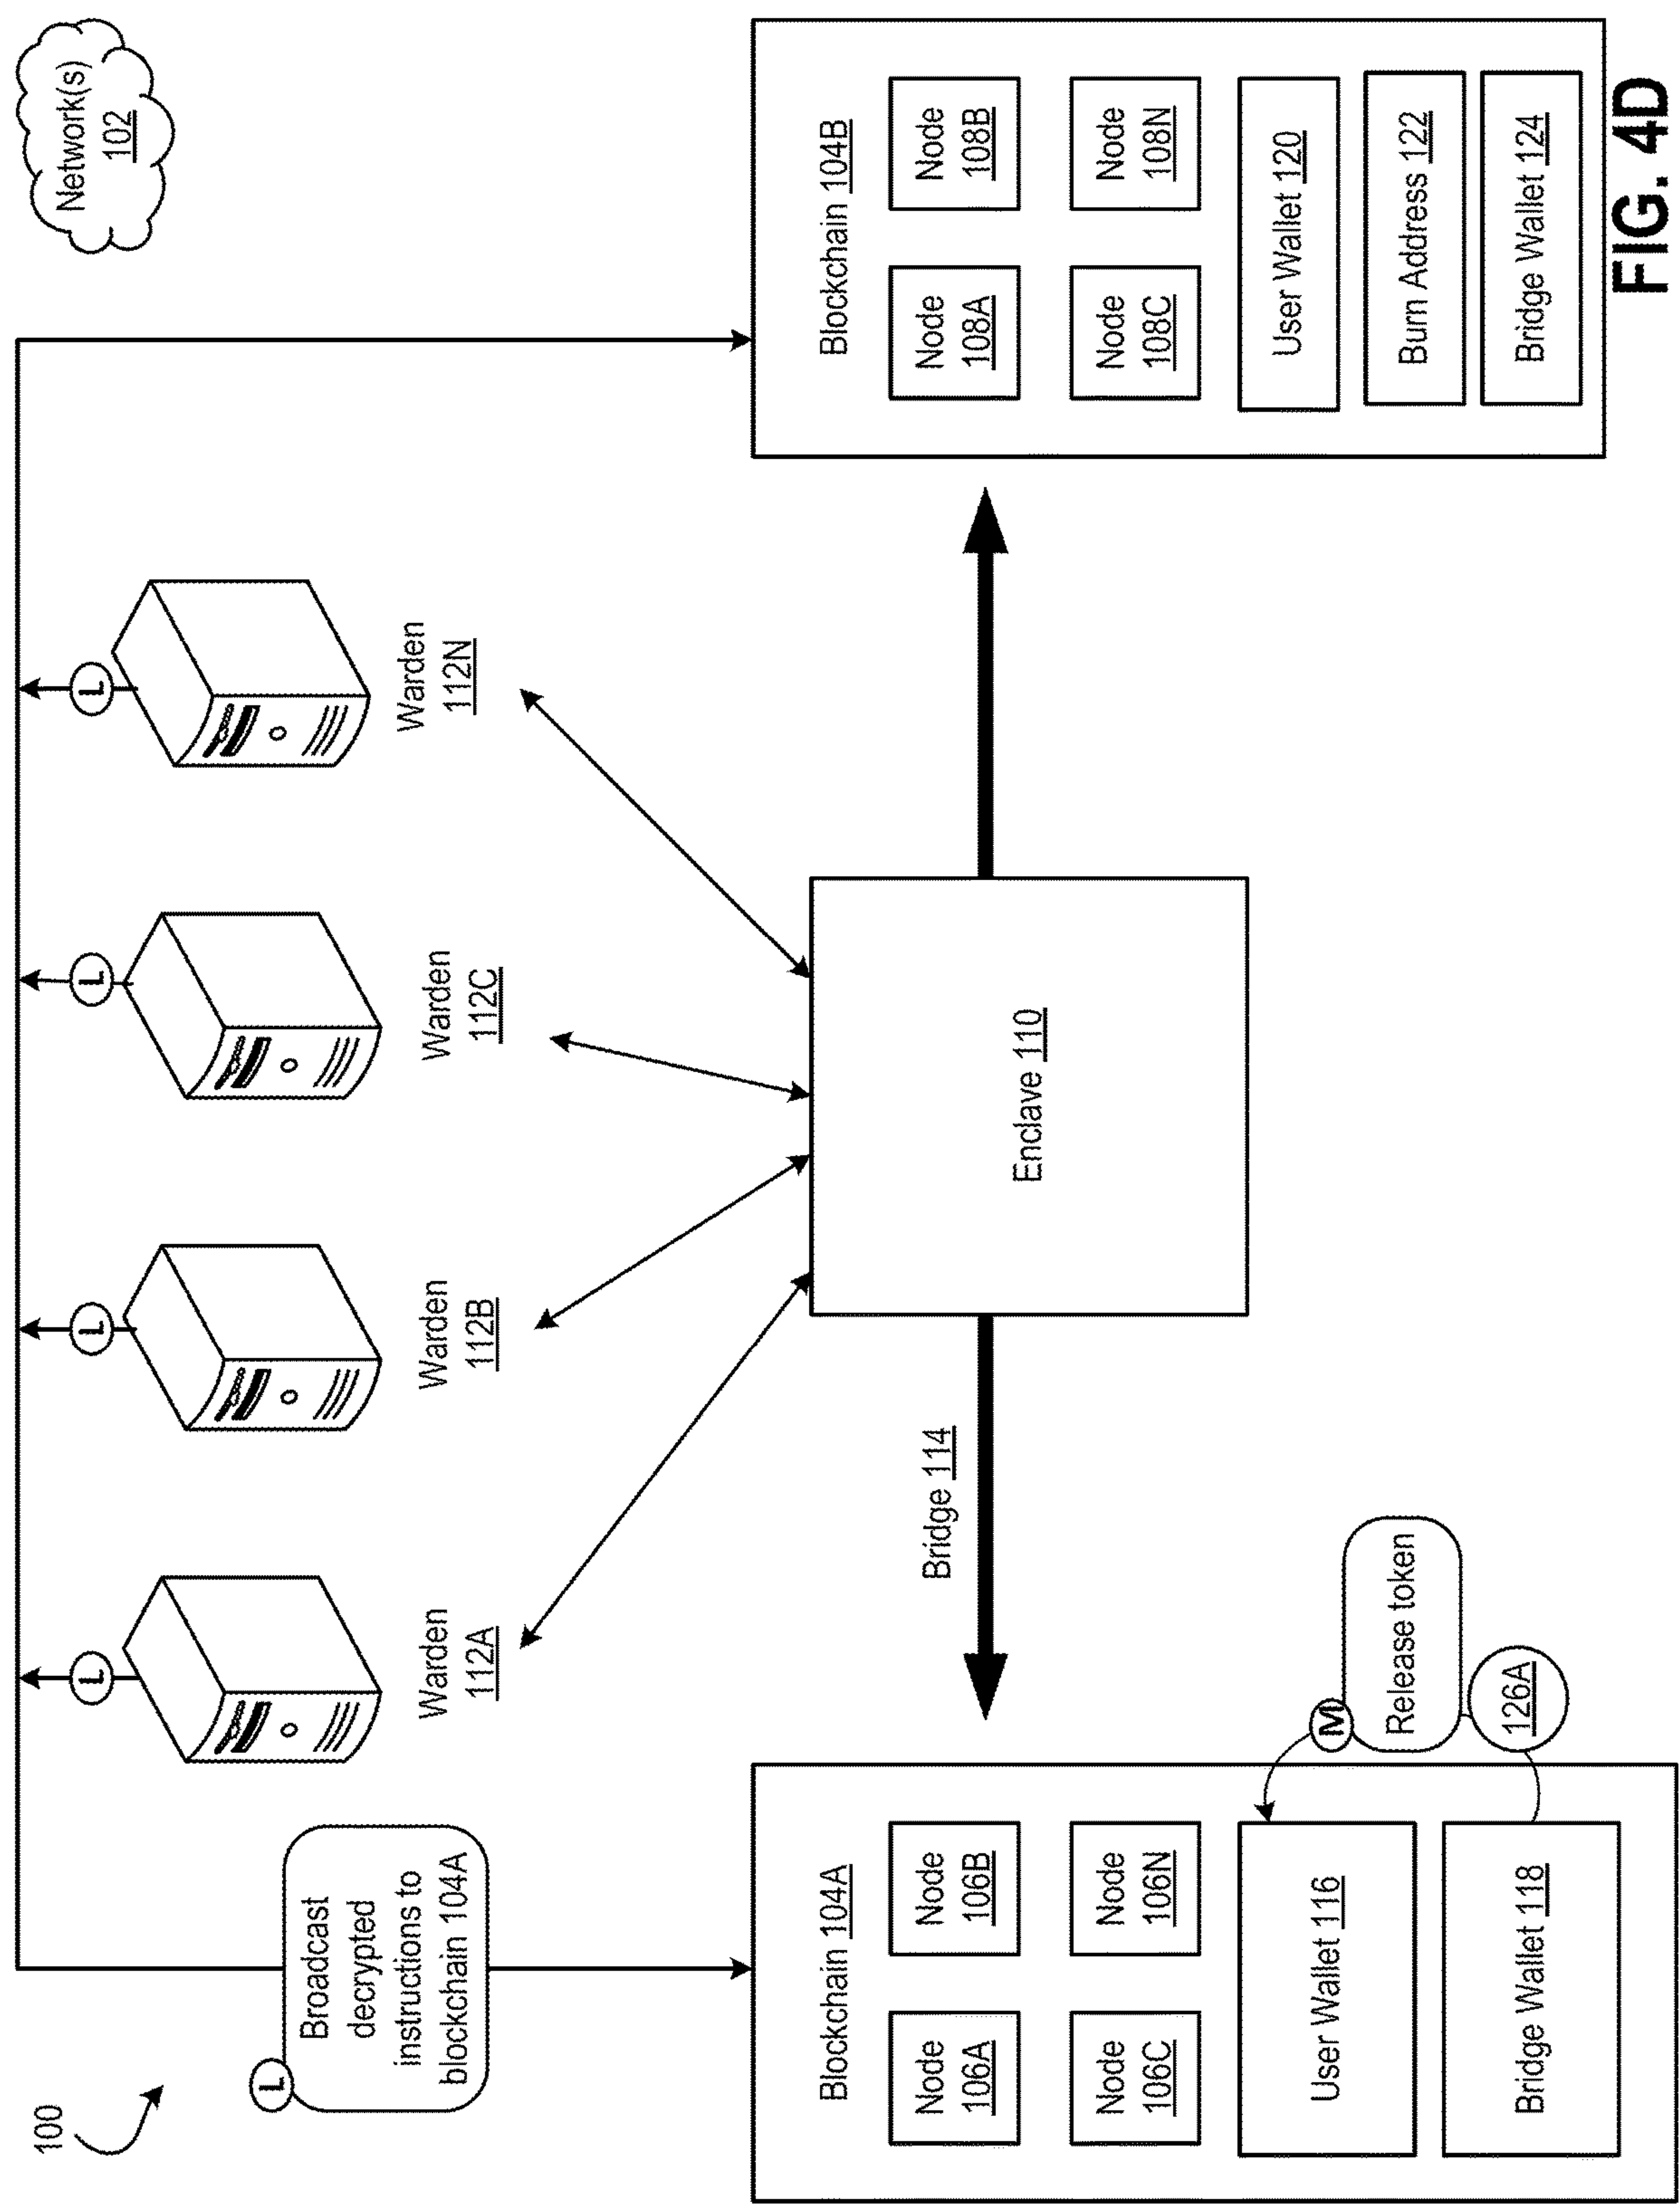 100
Network(s)
102
L
Broadcast
decrypted
instructions to
blockchain 104A
L
L
L
L
Warden
112A
Warden
112B
Warden
112C
Warden
112N
Bridge 114
Enclave 110
Blockchain 104A
Node
106A
Node
106B
Node
106C
Node
106N
User Wallet 116
Bridge Wallet 118
M
Release token
126A
Blockchain 104B
Node
108A
Node
108B
Node
108C
Node
108N
User Wallet 120
Burn Address 122
Bridge Wallet 124
FIG. 4D